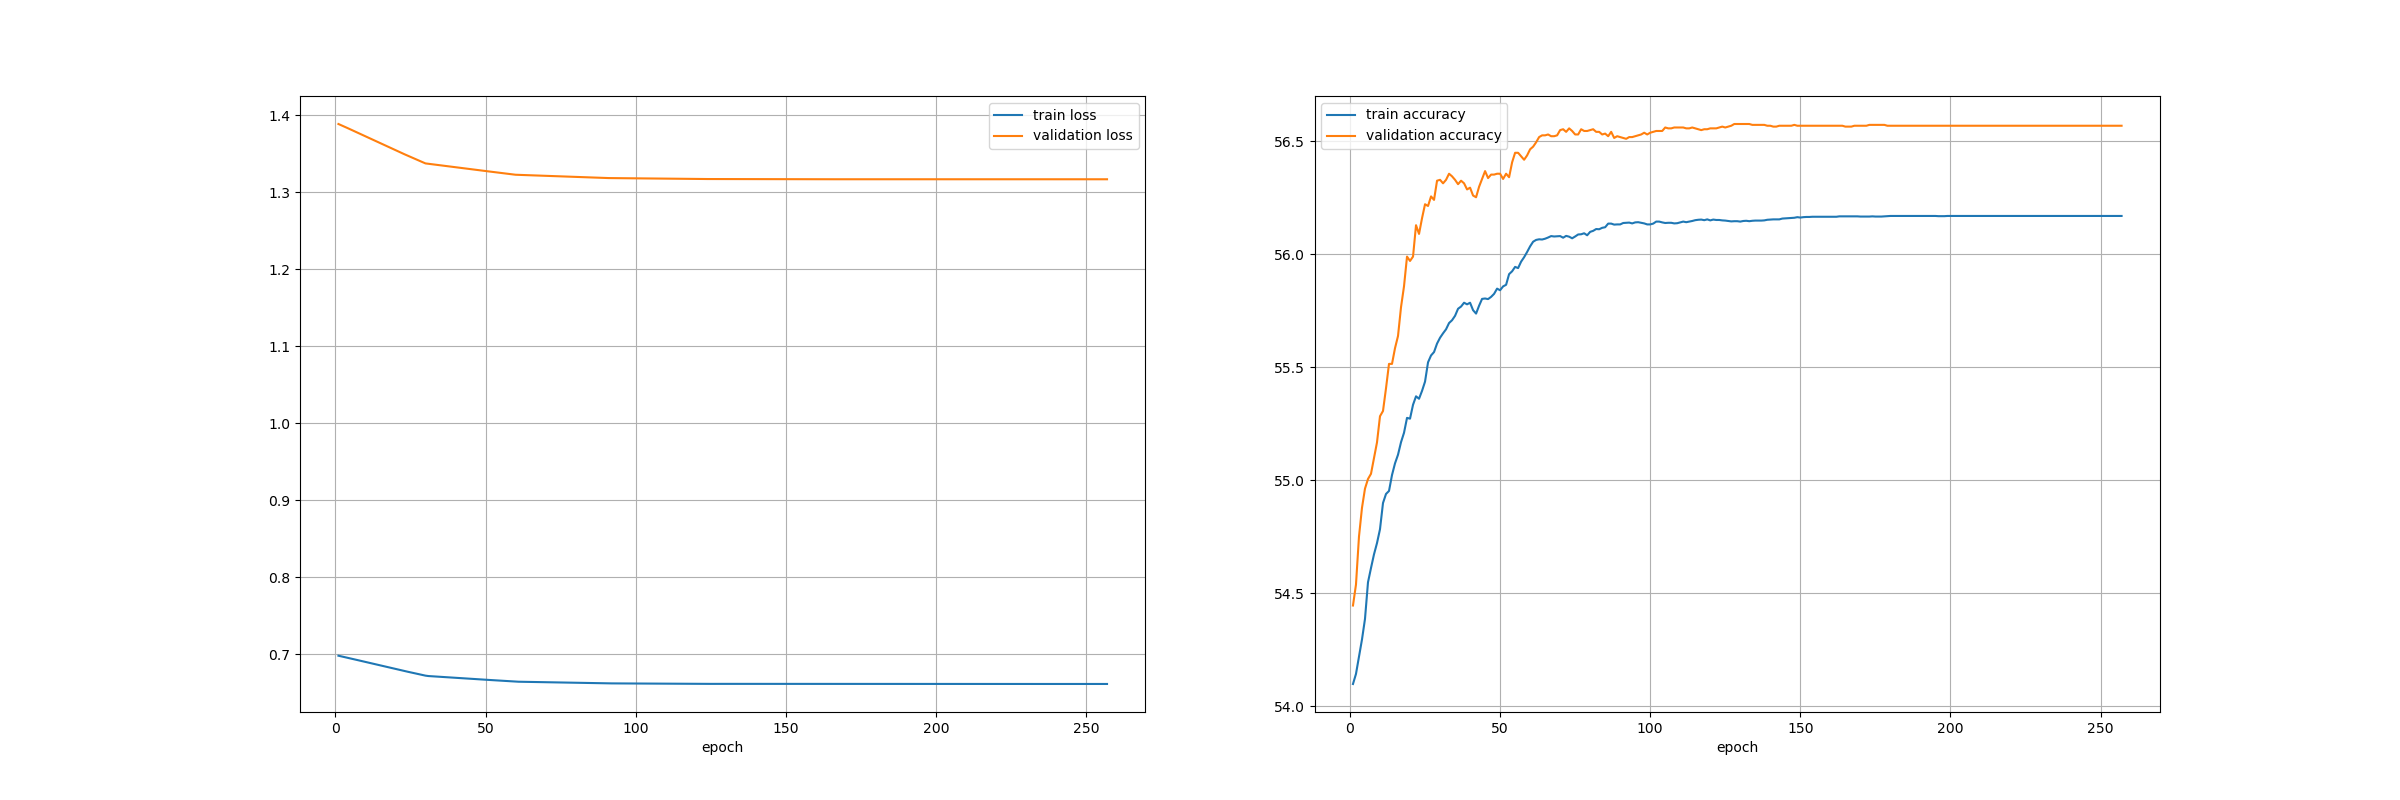 1.4
1.3
1.2
1.1
1.0
0.9
0.8
0.7
0 50 100 150 200 250
epoch
train loss
validation loss
56.5
56.0
55.5
55.0
54.5
54.0
0 50 100 150 200 250
epoch
train accuracy
validation accuracy